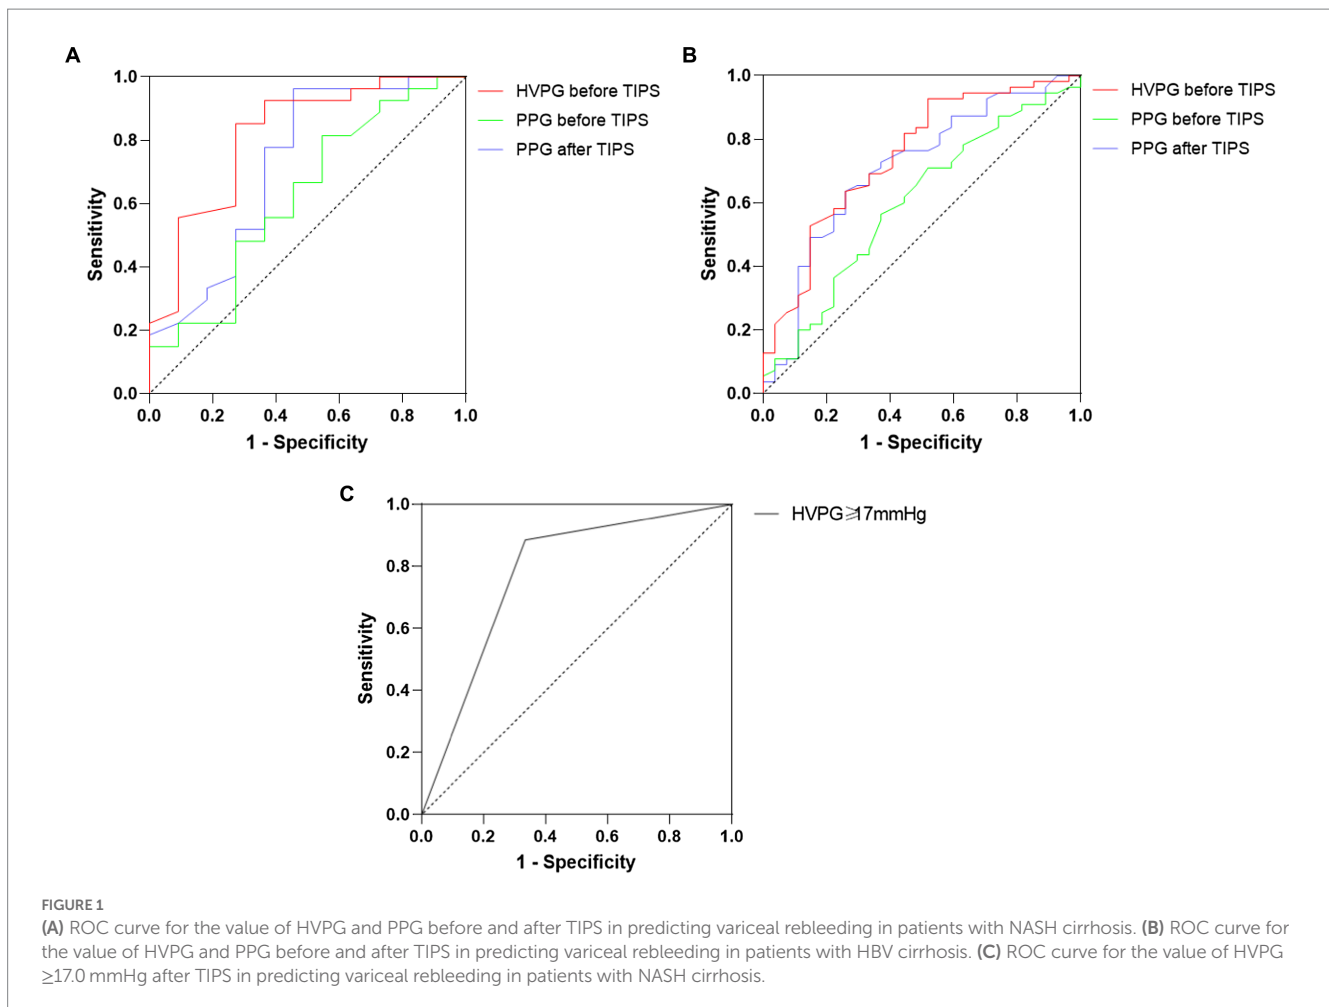 A
1.0
0.8
0.6
0.4
0.2
0.0
Sensitivity
0.0 0.2 0.4 0.6 0.8 1.0
1 - Specificity
HVPG before TIPS
PPG before TIPS
PPG after TIPS
B
1.0
0.8
0.6
0.4
0.2
0.0
Sensitivity
0.0 0.2 0.4 0.6 0.8 1.0
1 - Specificity
HVPG before TIPS
PPG before TIPS
PPG after TIPS
C
1.0
0.8
0.6
0.4
0.2
0.0
Sensitivity
0.0 0.2 0.4 0.6 0.8 1.0
1 - Specificity
HVPG⩾17mmHg
FIGURE 1
(A) ROC curve for the value of HVPG and PPG before and after TIPS in predicting variceal rebleeding in patients with NASH cirrhosis. (B) ROC curve for
the value of HVPG and PPG before and after TIPS in predicting variceal rebleeding in patients with HBV cirrhosis. (C) ROC curve for the value of HVPG
≥17.0 mmHg after TIPS in predicting variceal rebleeding in patients with NASH cirrhosis.